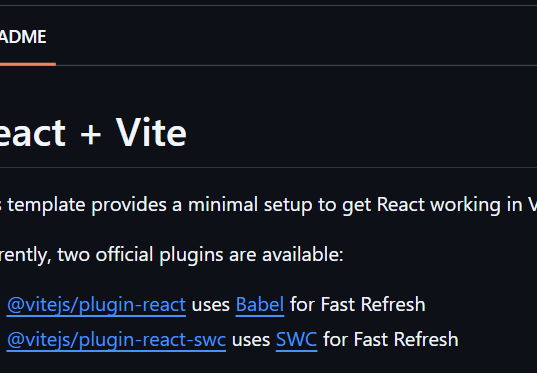 ADME
eact + Vite
s template provides a minimal setup to get React working in V
rently, two official plugins are available:
@vitejs/plugin-react uses Babel for Fast Refresh
@vitejs/plugin-react-swc uses SWC for Fast Refresh